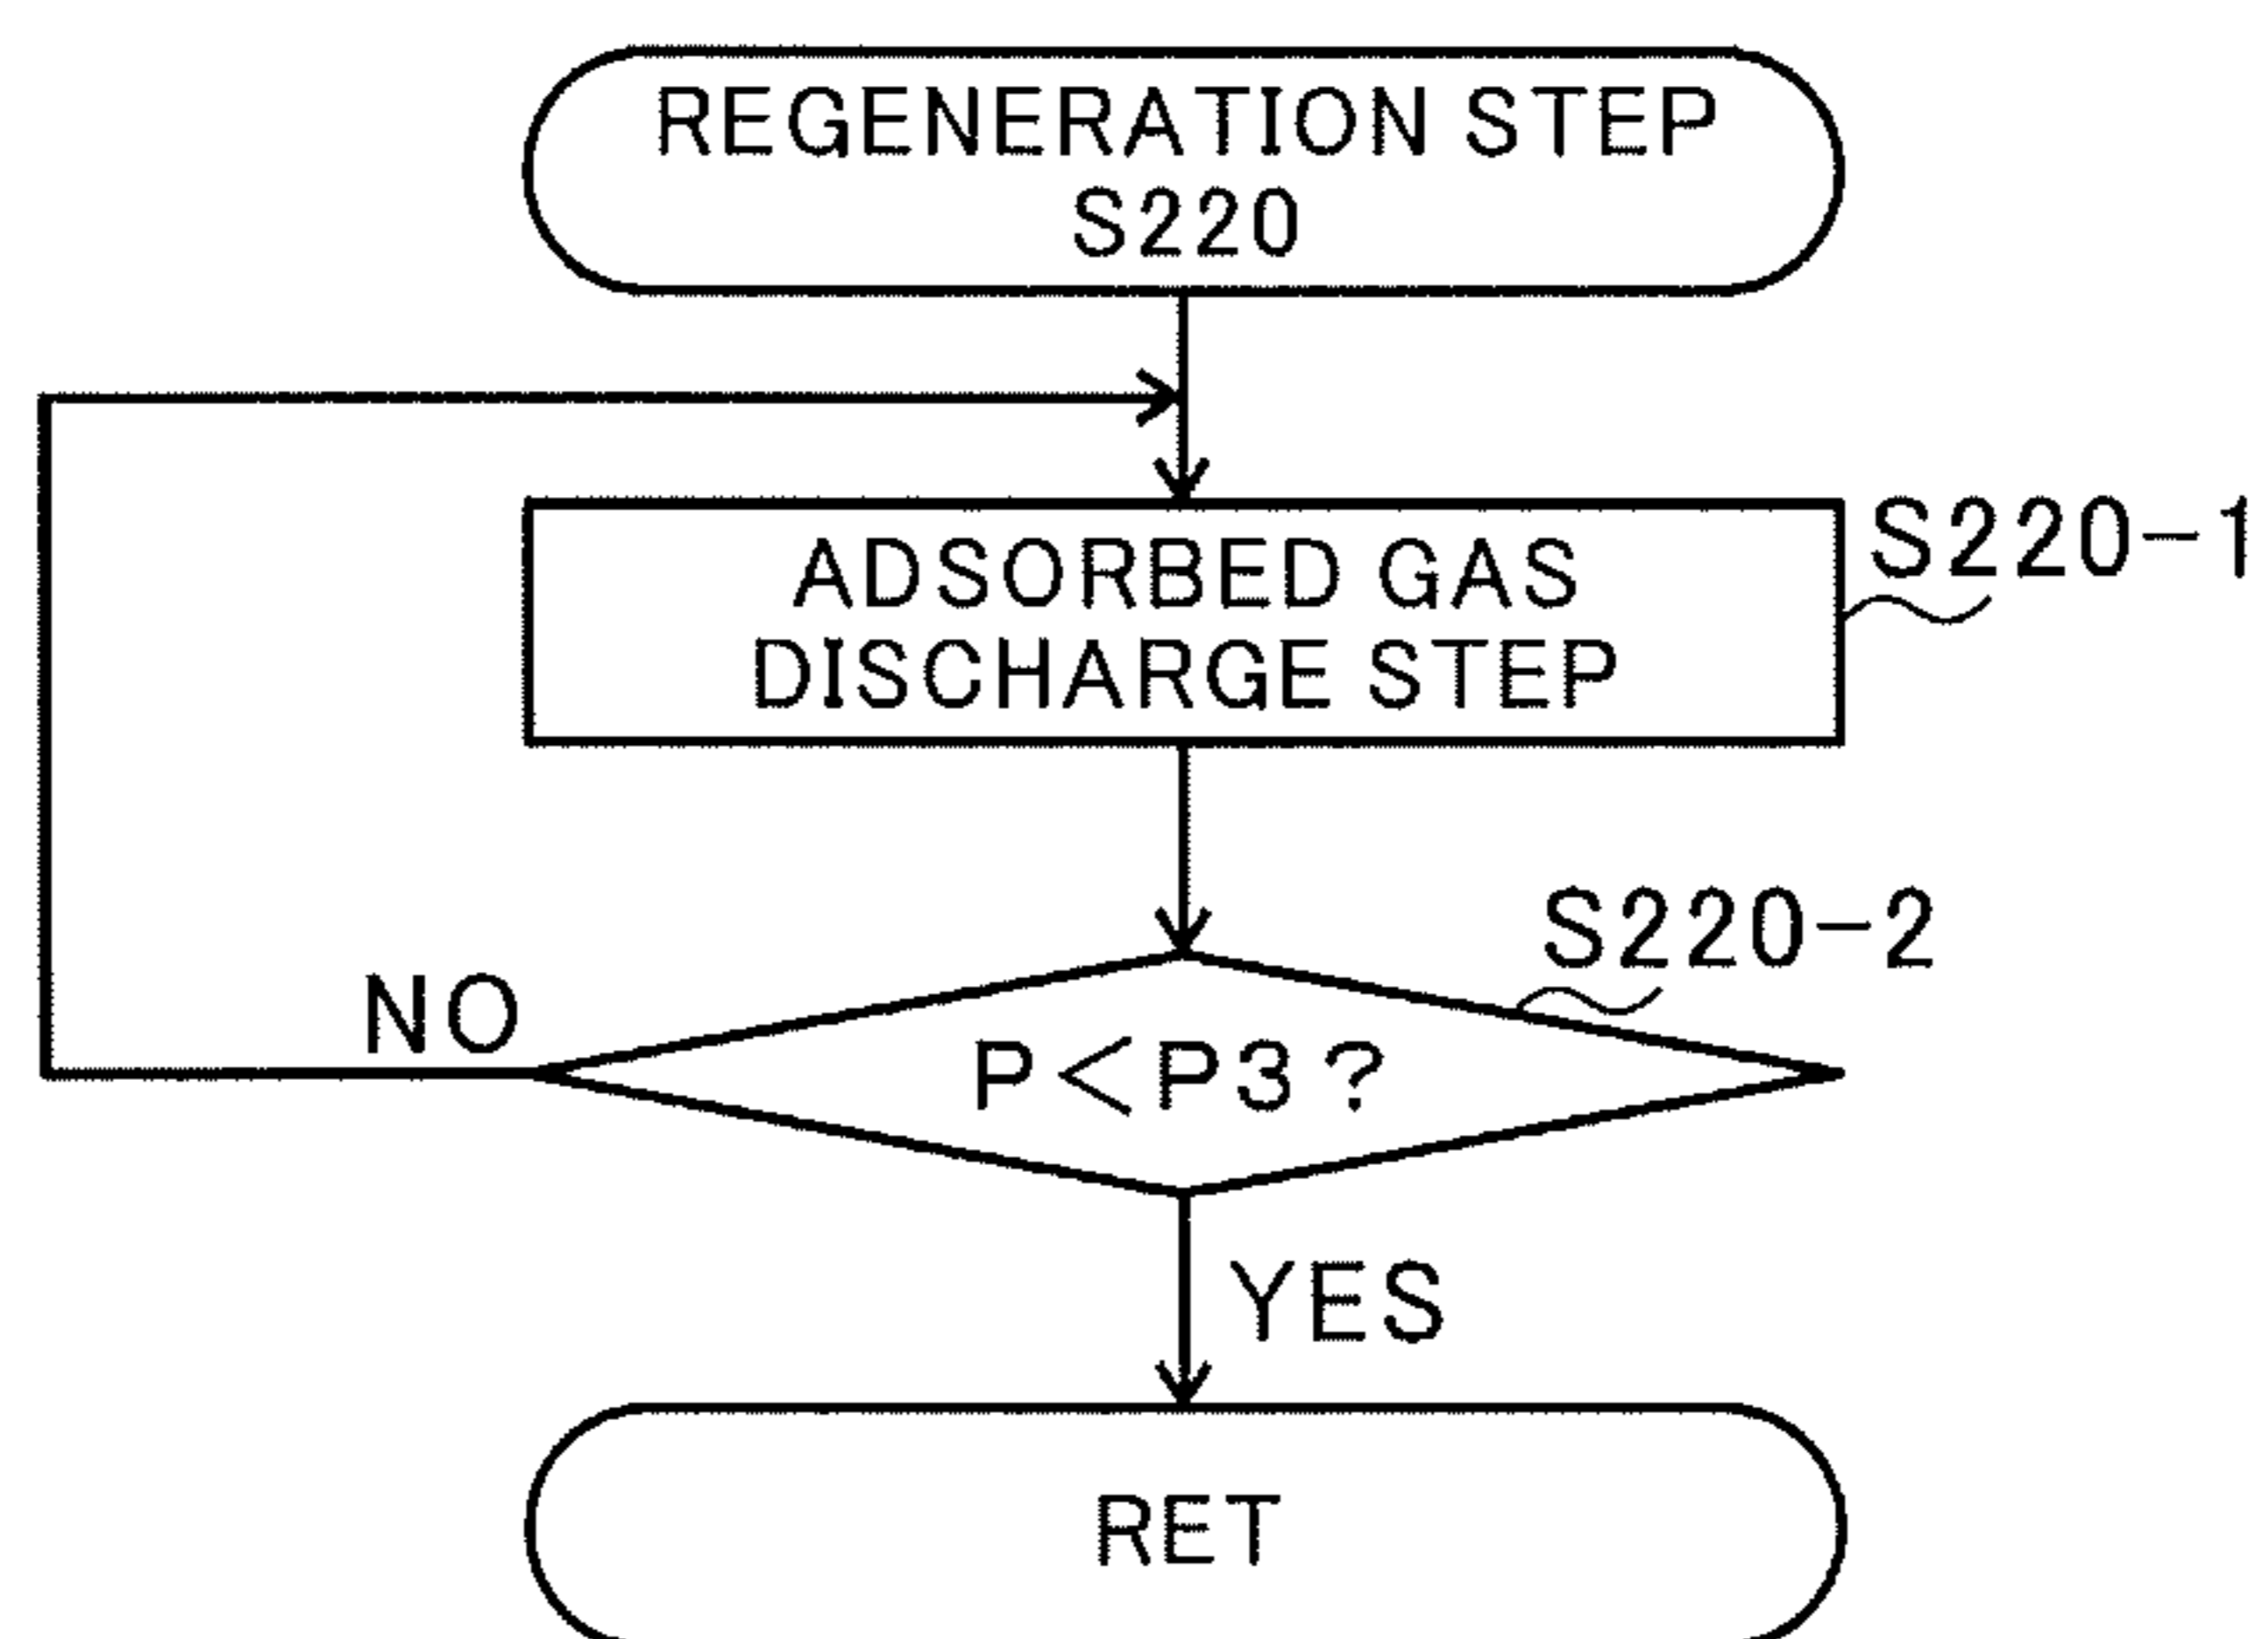 REGENERATION STEP
S220
ADSORBED GAS
DISCHARGE STEP
S220-1
S220-2
NO
P<P3?
YES
RET